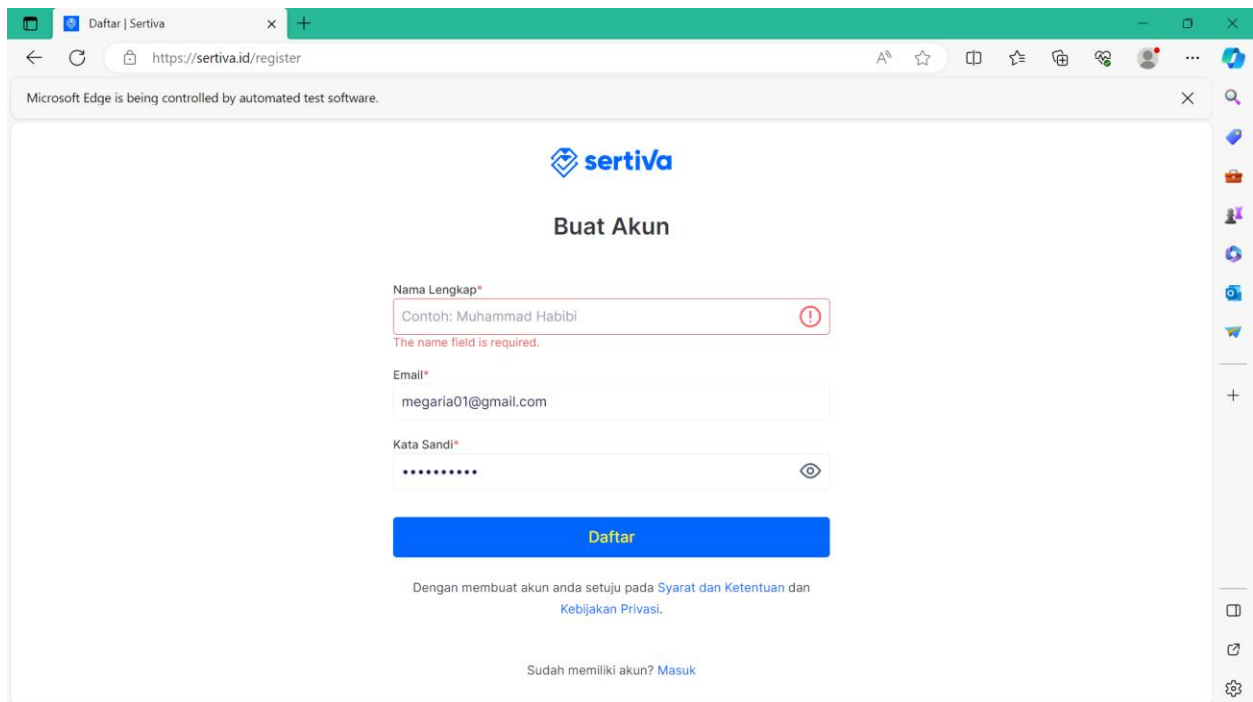 Daftar | Sertiva
https://sertiva.id/register
Microsoft Edge is being controlled by automated test software.
sertiva
Buat Akun
Nama Lengkap*
Contoh: Muhammad Habibi
The name field is required.
Email*
megaria01@gmail.com
Kata Sandi*
••••••••••
Daftar
Dengan membuat akun anda setuju pada Syarat dan Ketentuan dan
Kebijakan Privasi.
Sudah memiliki akun? Masuk